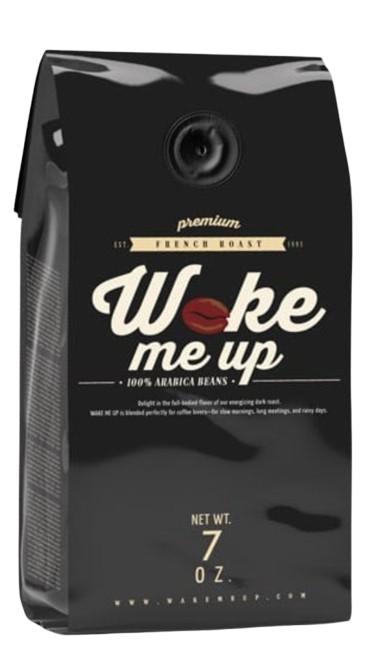 premium
EST. FRENCH ROAST
Wake
me up
• 100% ARABICA BEANS •
Delight in the full-bodied flavor of our energizing dark roast.
WAKE ME UP is blended perfectly for coffee lovers—for slow mornings, long meetings, and rainy days.
NET WT.
7
OZ.
WWW.WAKEMEUP.COM